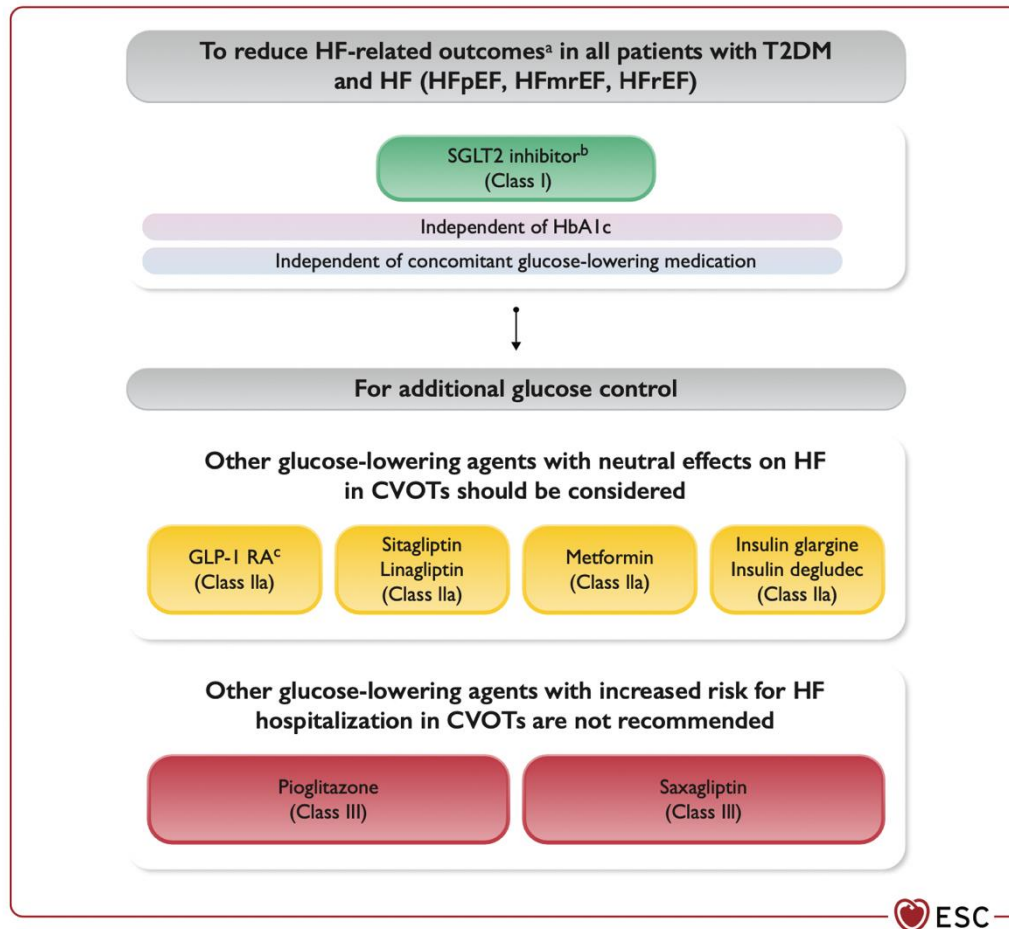 To reduce HF-related outcomesᵃ in all patients with T2DM
and HF (HFpEF, HFmrEF, HFrEF)
SGLT2 inhibitorᵇ
(Class I)
Independent of HbA1c
Independent of concomitant glucose-lowering medication
For additional glucose control
Other glucose-lowering agents with neutral effects on HF
in CVOTs should be considered
GLP-1 RAᶜ
(Class IIa)
Sitagliptin
Linagliptin
(Class IIa)
Metformin
(Class IIa)
Insulin glargine
Insulin degludec
(Class IIa)
Other glucose-lowering agents with increased risk for HF
hospitalization in CVOTs are not recommended
Pioglitazone
(Class III)
Saxagliptin
(Class III)
ESC